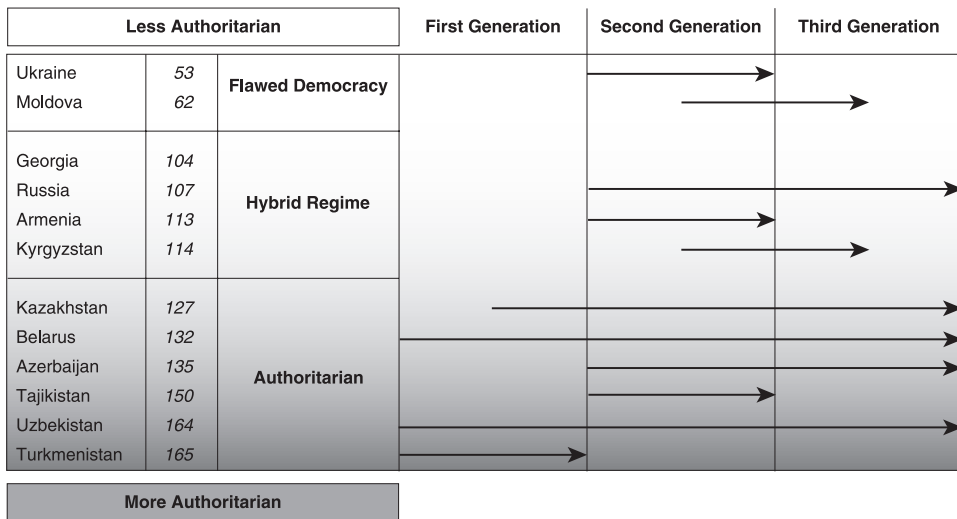 Less Authoritarian First Generation Second Generation Third Generation
Ukraine 53 Flawed Democracy
Moldova 62
Georgia 104 Hybrid Regime
Russia 107
Armenia 113
Kyrgyzstan 114
Kazakhstan 127 Authoritarian
Belarus 132
Azerbaijan 135
Tajikistan 150
Uzbekistan 164
Turkmenistan 165
More Authoritarian